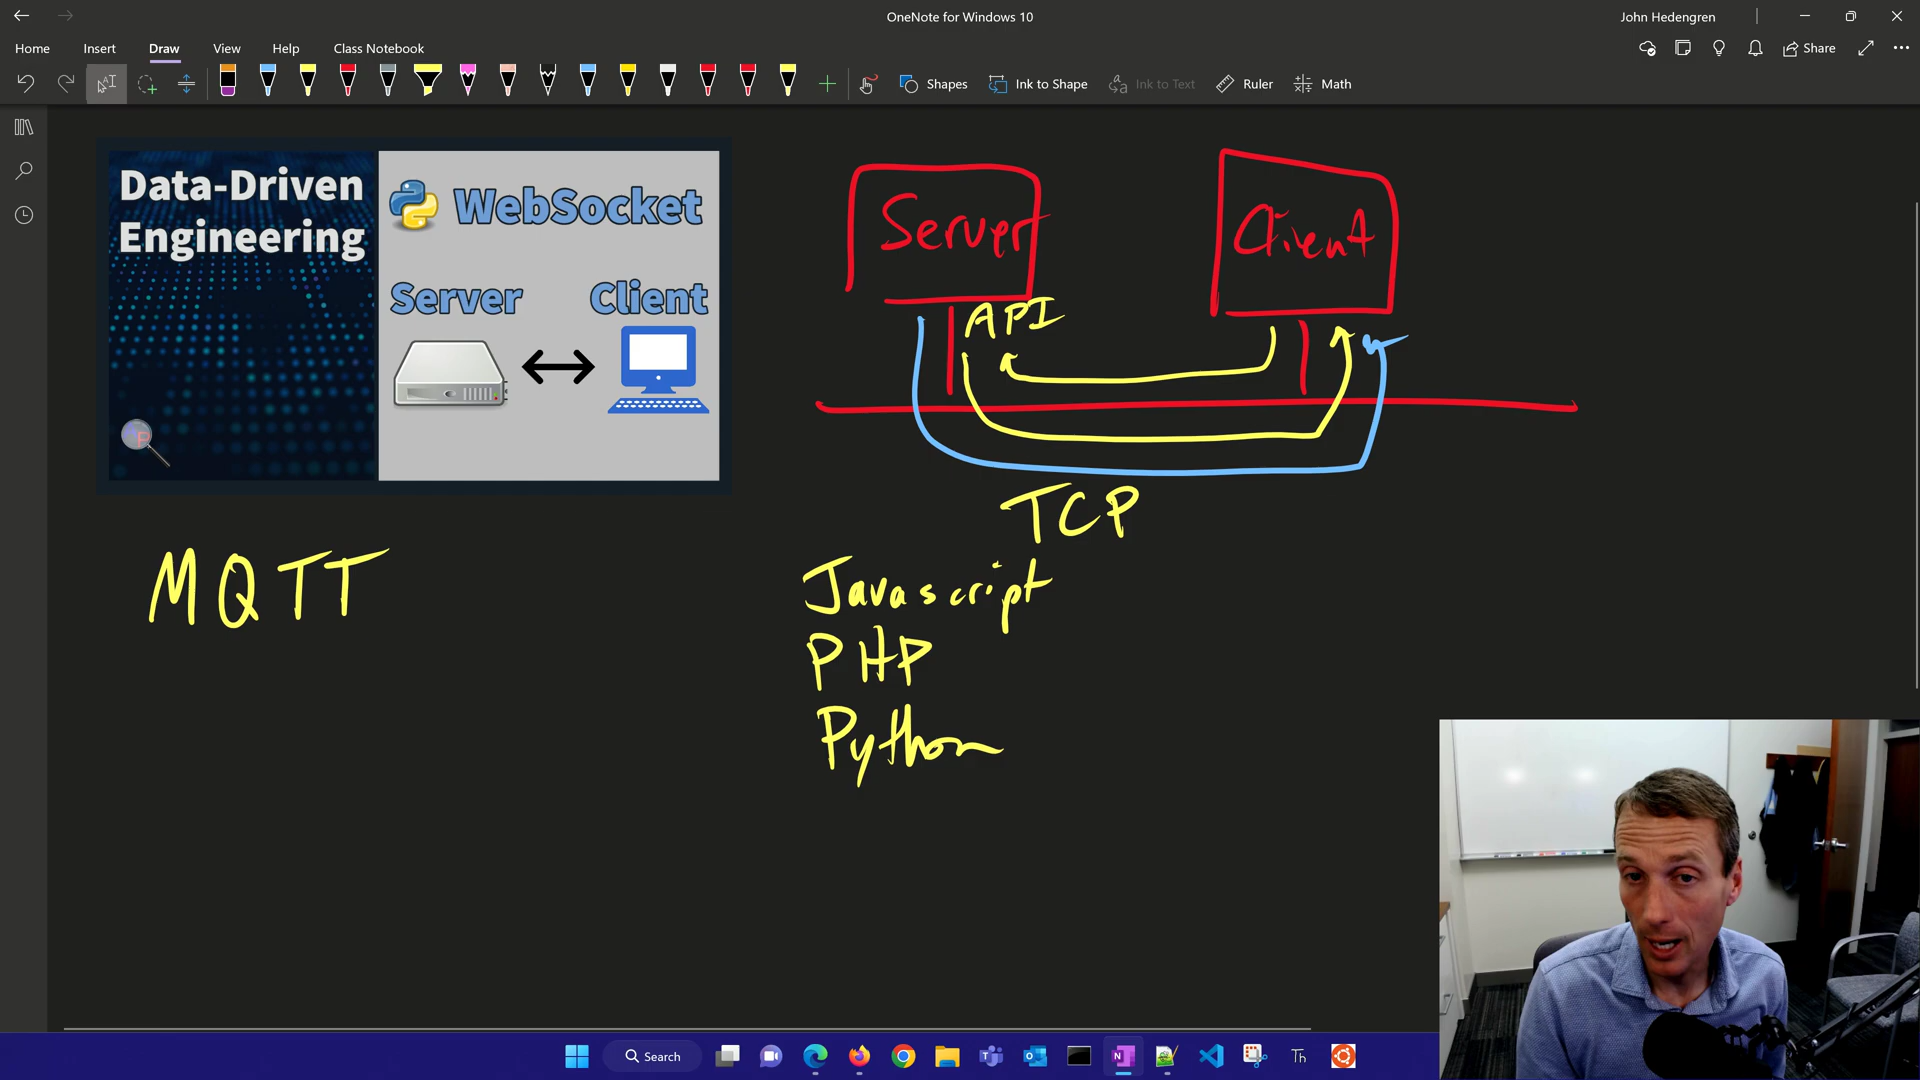 OneNote for Windows 10
John Hedengren
Home
Insert
Draw
View
Help
Class Notebook
Share
Shapes
Ink to Shape
Ink to Text
Ruler
Math
Data-Driven
Engineering
WebSocket
Server
Client
Server
Client
API
TCP
MQTT
Javascript
PHP
Python
Search
Th